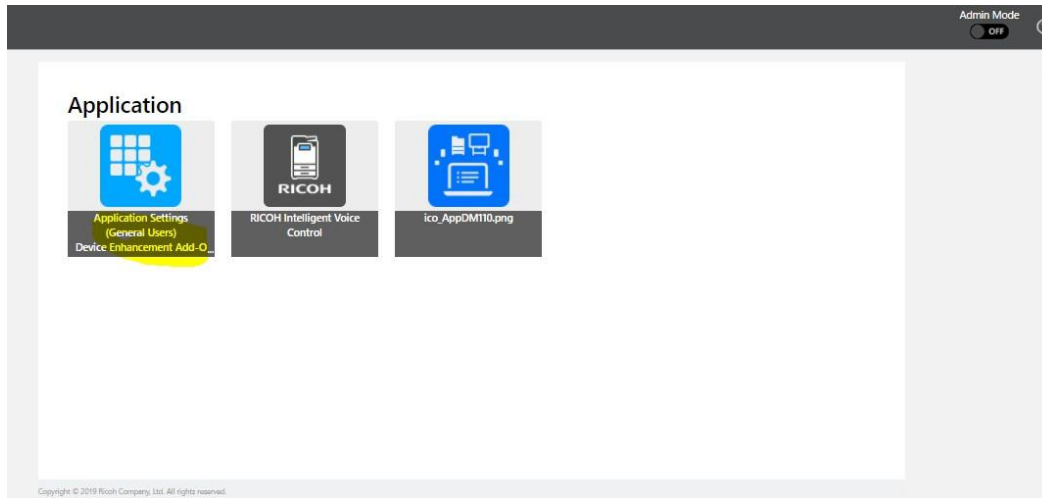 Admin Mode
OFF
Application
RICOH
Application Settings
(General Users)
Device Enhancement Add-O...
RICOH Intelligent Voice
Control
ico_AppDM110.png
Copyright © 2019 Ricoh Company, Ltd. All rights reserved.